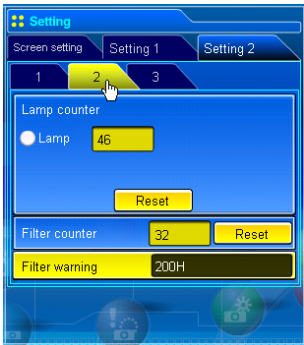 Setting
Screen setting Setting 1 Setting 2
1 2 3
Lamp counter
Lamp 46
Reset
Filter counter 32 Reset
Filter warning 200H